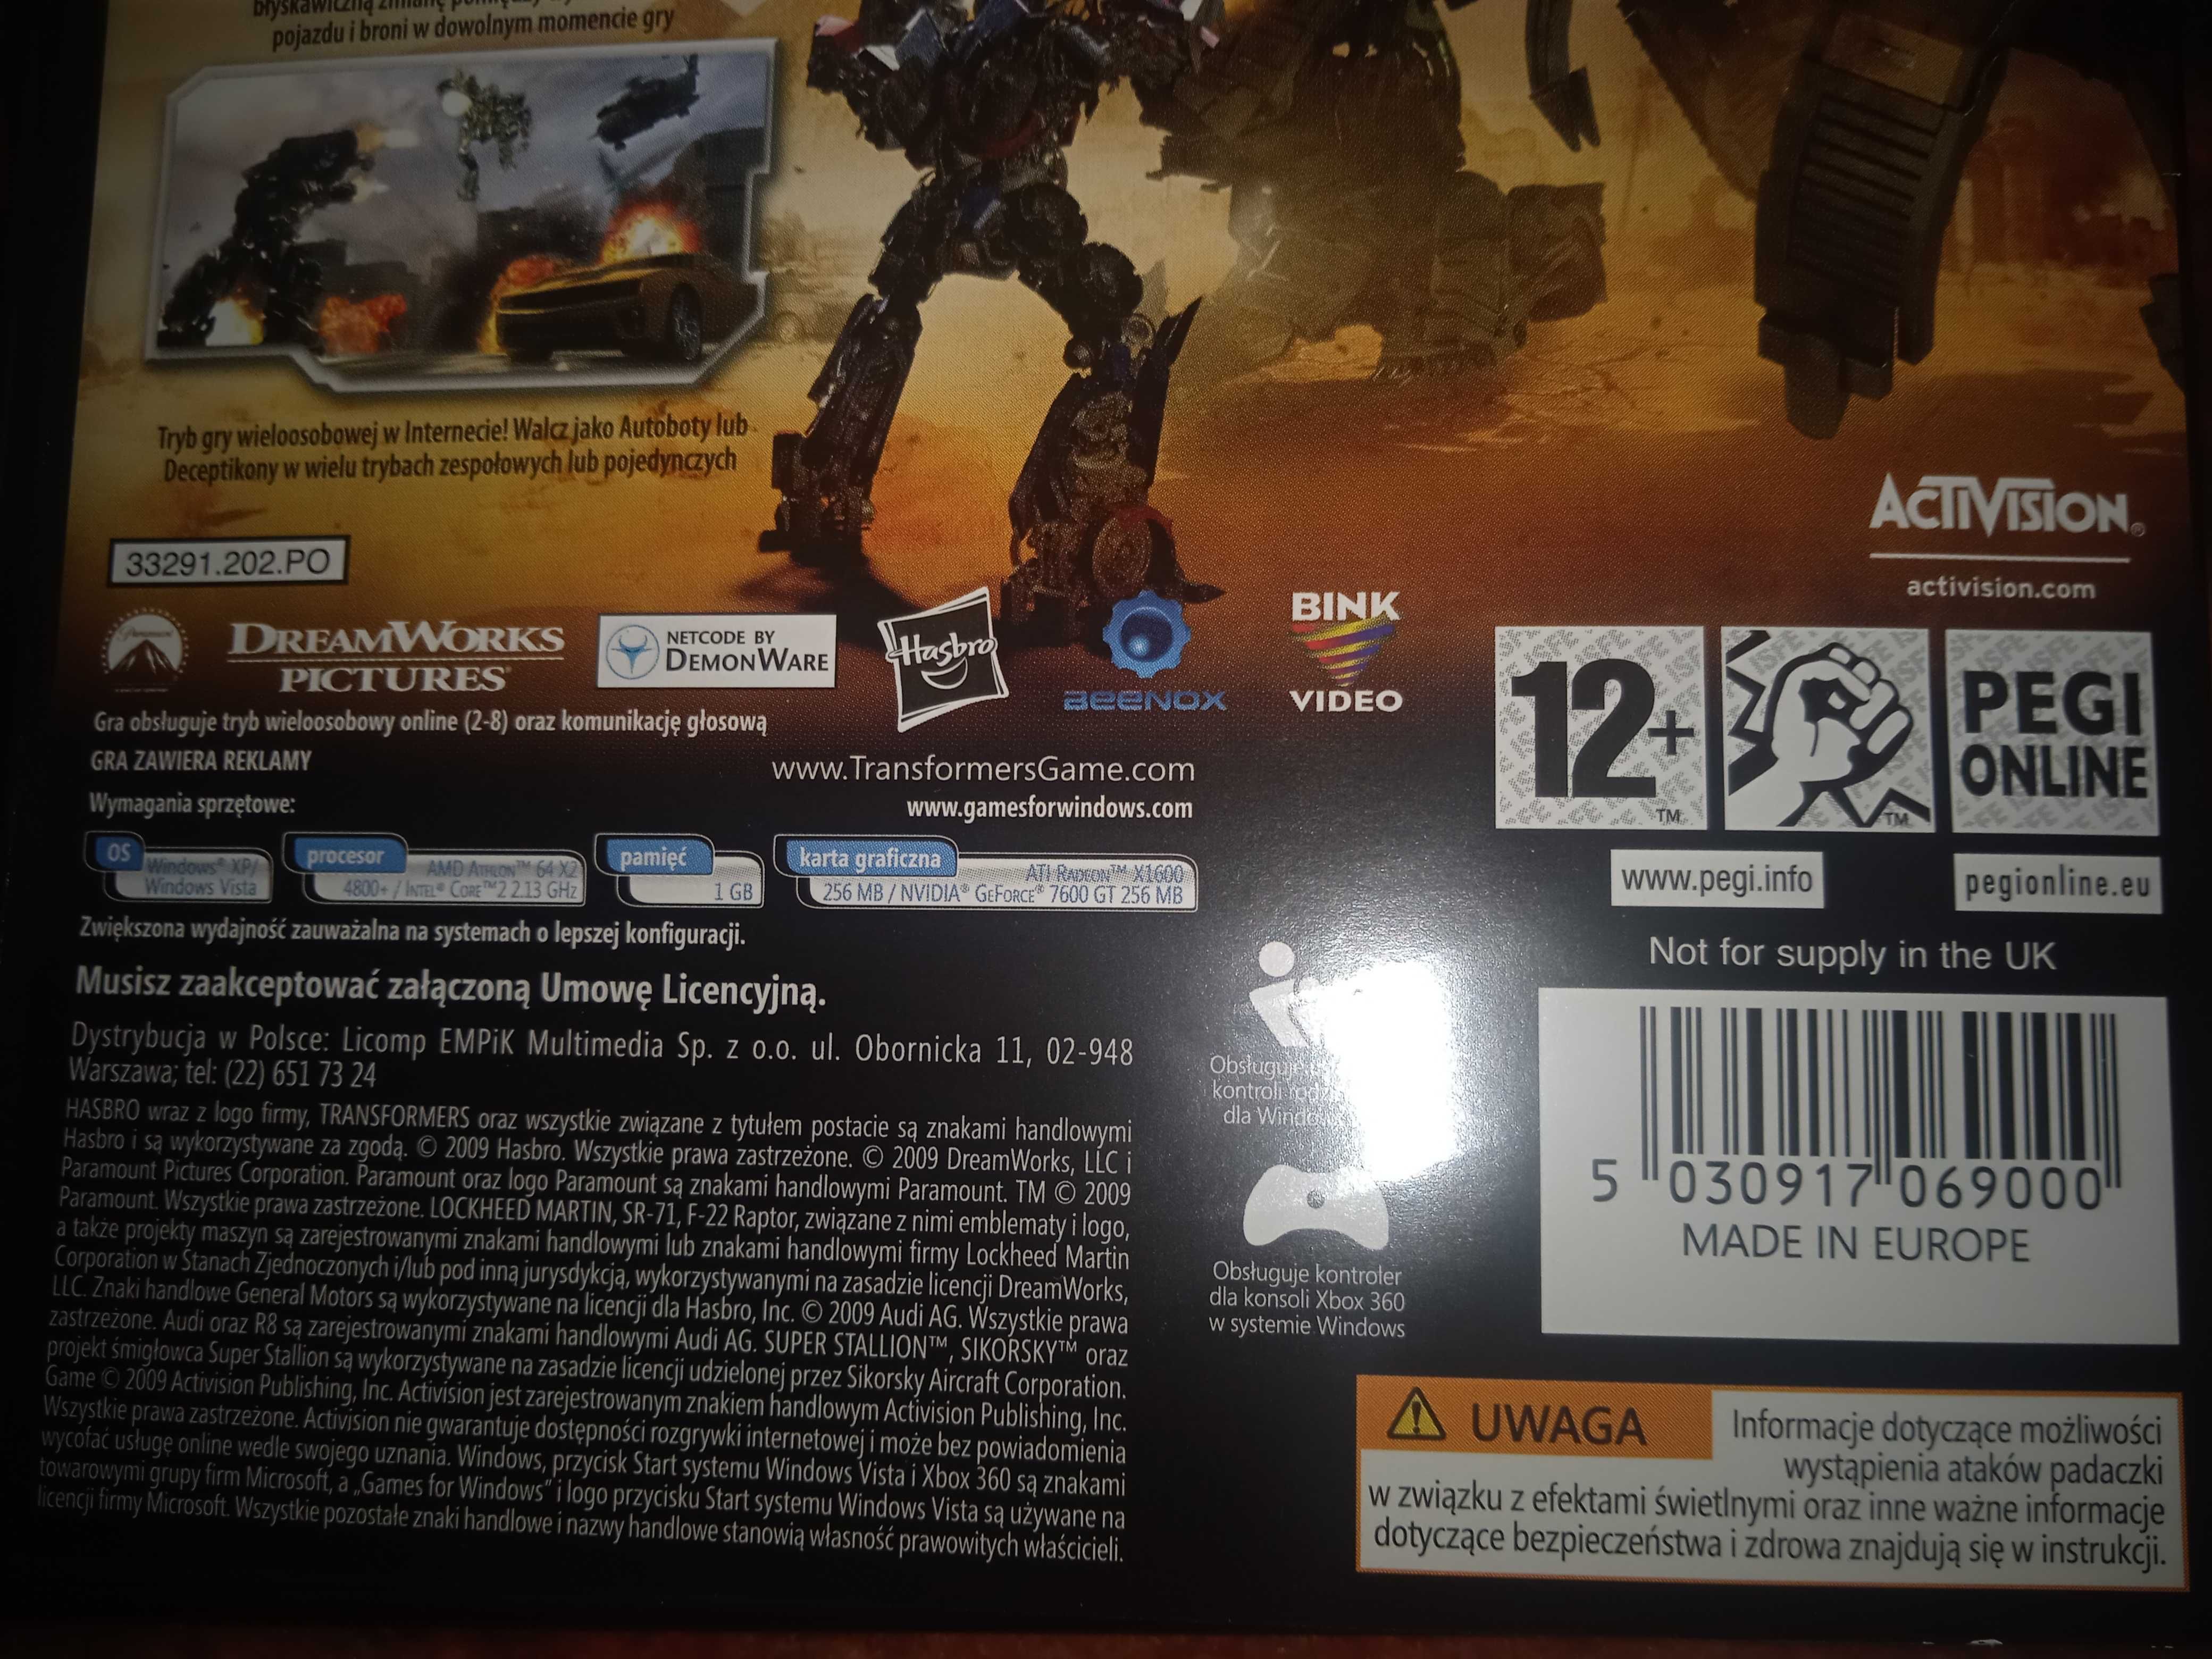 błyskawiczną zmianę
pojazdu i broni w dowolnym momencie gry
Tryb gry wieloosobowej w Internecie! Walcz jako Autoboty lub
Deceptikony w wielu trybach zespołowych lub pojedynczych
33291.202.PO
ACTIVISION®
activision.com
Paramount
DREAMWORKS
PICTURES®
NETCODE BY
DEMONWARE
Hasbro
BEENOX
BINK
VIDEO
12+
TM
TM
PEGI
ONLINE
www.pegi.info
pegionline.eu
Gra obsługuje tryb wieloosobowy online (2-8) oraz komunikację głosową
GRA ZAWIERA REKLAMY
www.TransformersGame.com
www.gamesforwindows.com
Wymagania sprzętowe:
OS
Windows® XP/
Windows Vista
procesor
AMD ATHLON™ 64 X2
4800+ / INTEL® CORE™2 2.13 GHz
pamięć
1 GB
karta graficzna
ATI RADEON™ X1600
256 MB / NVIDIA® GEFORCE® 7600 GT 256 MB
Zwiększona wydajność zauważalna na systemach o lepszej konfiguracji.
Musisz zaakceptować załączoną Umowę Licencyjną.
Dystrybucja w Polsce: Licomp EMPiK Multimedia Sp. z o.o. ul. Obornicka 11, 02-948
Warszawa; tel: (22) 651 73 24
HASBRO wraz z logo firmy, TRANSFORMERS oraz wszystkie związane z tytułem postacie są znakami handlowymi
Hasbro i są wykorzystywane za zgodą. © 2009 Hasbro. Wszystkie prawa zastrzeżone. © 2009 DreamWorks, LLC i
Paramount Pictures Corporation. Paramount oraz logo Paramount są znakami handlowymi Paramount. TM © 2009
Paramount. Wszystkie prawa zastrzeżone. LOCKHEED MARTIN, SR-71, F-22 Raptor, związane z nimi emblematy i logo,
a także projekty maszyn są zarejestrowanymi znakami handlowymi lub znakami handlowymi firmy Lockheed Martin
Corporation w Stanach Zjednoczonych i/lub pod inną jurysdykcją, wykorzystywanymi na zasadzie licencji DreamWorks,
LLC. Znaki handlowe General Motors są wykorzystywane na licencji dla Hasbro, Inc. © 2009 Audi AG. Wszystkie prawa
zastrzeżone. Audi oraz R8 są zarejestrowanymi znakami handlowymi Audi AG. SUPER STALLION™, SIKORSKY™ oraz
projekt śmigłowca Super Stallion są wykorzystywane na zasadzie licencji udzielonej przez Sikorsky Aircraft Corporation.
Game © 2009 Activision Publishing, Inc. Activision jest zarejestrowanym znakiem handlowym Activision Publishing, Inc.
Wszystkie prawa zastrzeżone. Activision nie gwarantuje dostępności rozgrywki internetowej i może bez powiadomienia
wycofać usługę online wedle swojego uznania. Windows, przycisk Start systemu Windows Vista i Xbox 360 są znakami
towarowymi grupy firm Microsoft, a „Games for Windows” i logo przycisku Start systemu Windows Vista są używane na
licencji firmy Microsoft. Wszystkie pozostałe znaki handlowe i nazwy handlowe stanowią własność prawowitych właścicieli.
Obsługuje
kontroli
dla
Obsługuje kontroler
dla konsoli Xbox 360
w systemie Windows
Not for supply in the UK
5 030917 069000
MADE IN EUROPE
UWAGA
Informacje dotyczące możliwości
wystąpienia ataków padaczki
w związku z efektami świetlnymi oraz inne ważne informacje
dotyczące bezpieczeństwa i zdrowa znajdują się w instrukcji.